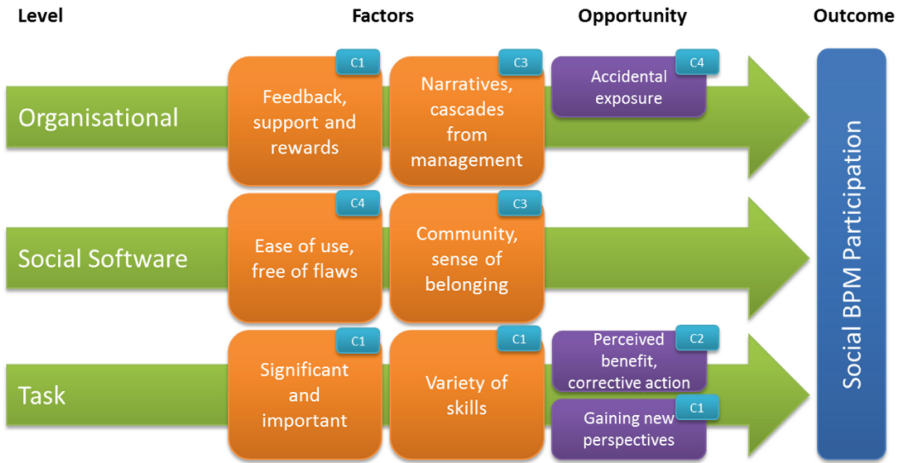 Level
Factors
Opportunity
Outcome
Organisational
C1
Feedback,
support and
rewards
C3
Narratives,
cascades
from
management
C4
Accidental
exposure
Social Software
C4
Ease of use,
free of flaws
C3
Community,
sense of
belonging
Task
C1
Significant
and
important
C1
Variety of
skills
C2
Perceived
benefit,
corrective action
C1
Gaining new
perspectives
Social BPM Participation